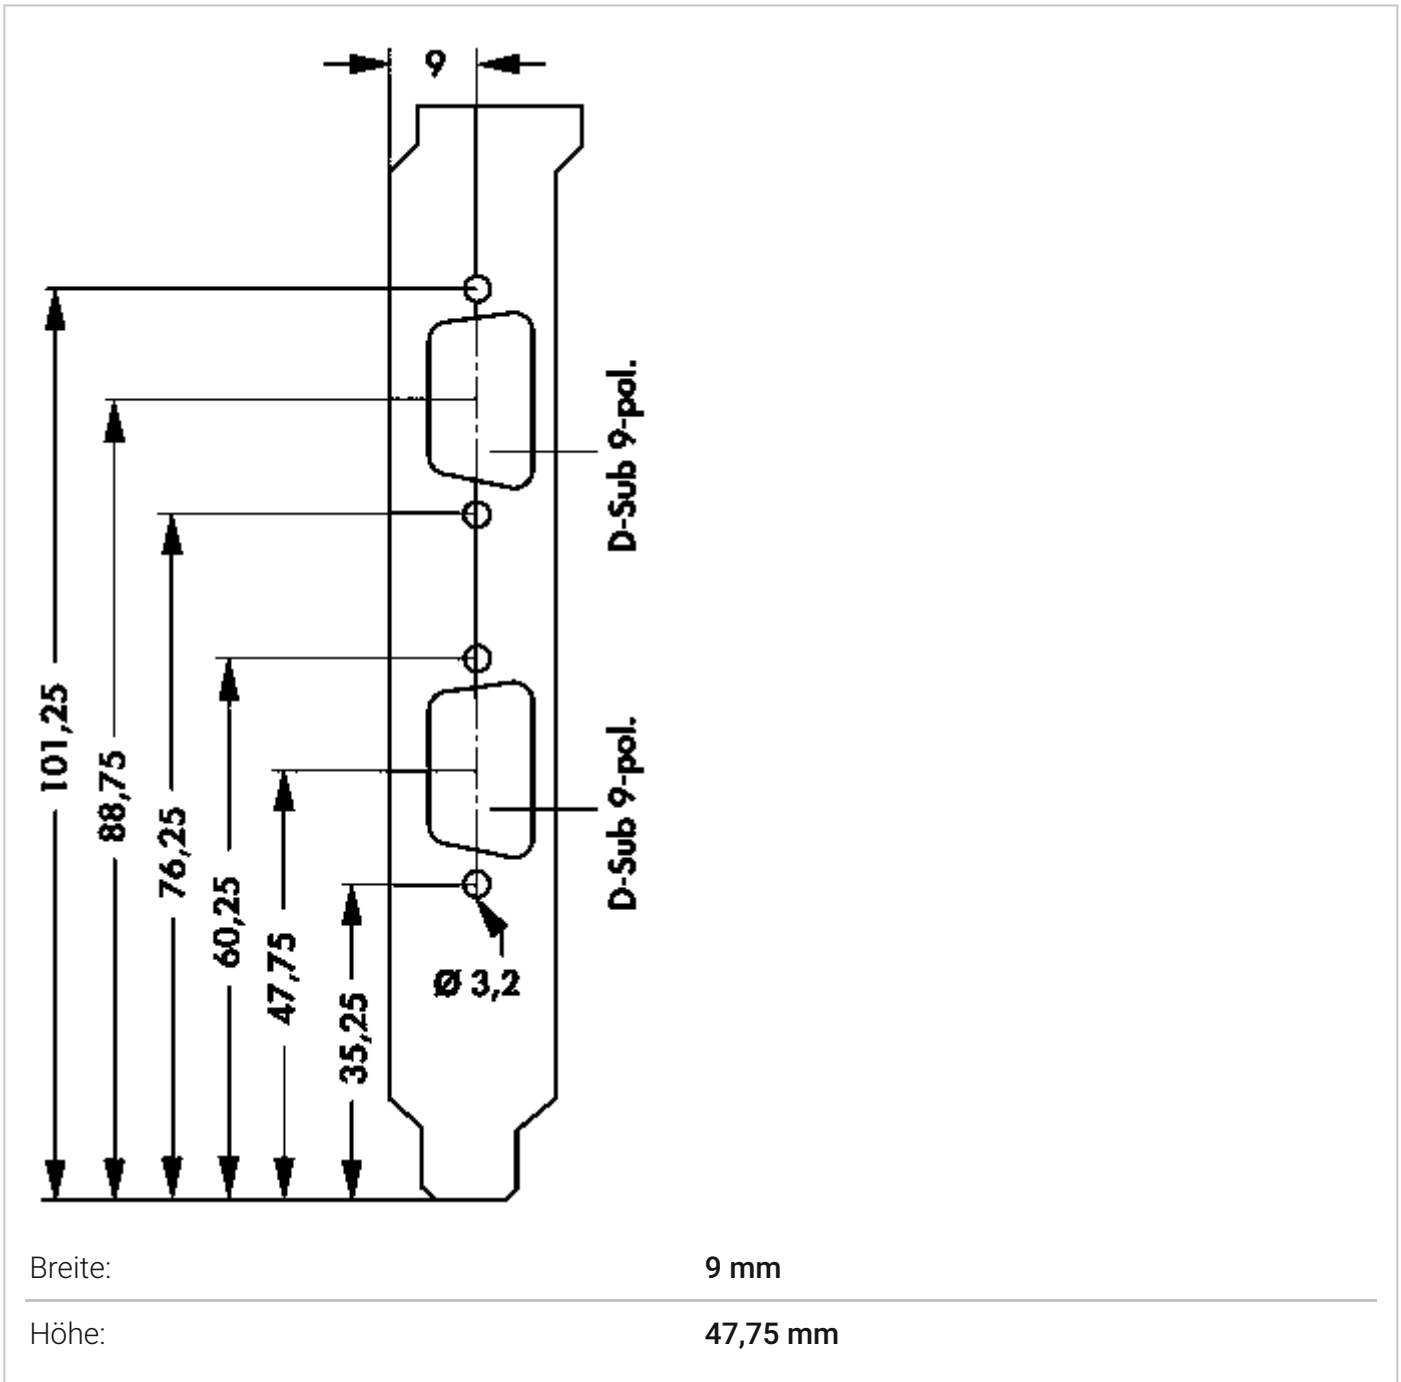 9
D-Sub 9-pol.
101,25
88,75
76,25
60,25
D-Sub 9-pol.
47,75
35,25
Ø 3,2
Breite: 9 mm
Höhe: 47,75 mm